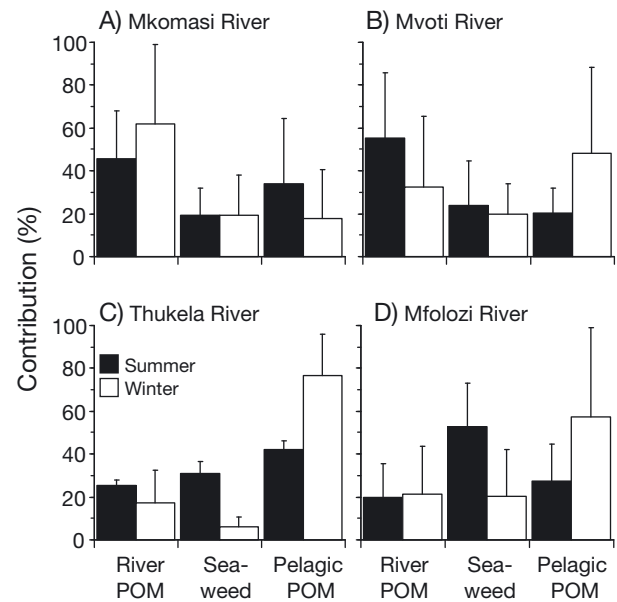 A) Mkomasi River
B) Mvoti River
100
80
60
40
20
0
Contribution (%)
C) Thukela River
D) Mfolozi River
100
80
60
40
20
0
Summer
Winter
River
POM
Sea-
weed
Pelagic
POM
River
POM
Sea-
weed
Pelagic
POM